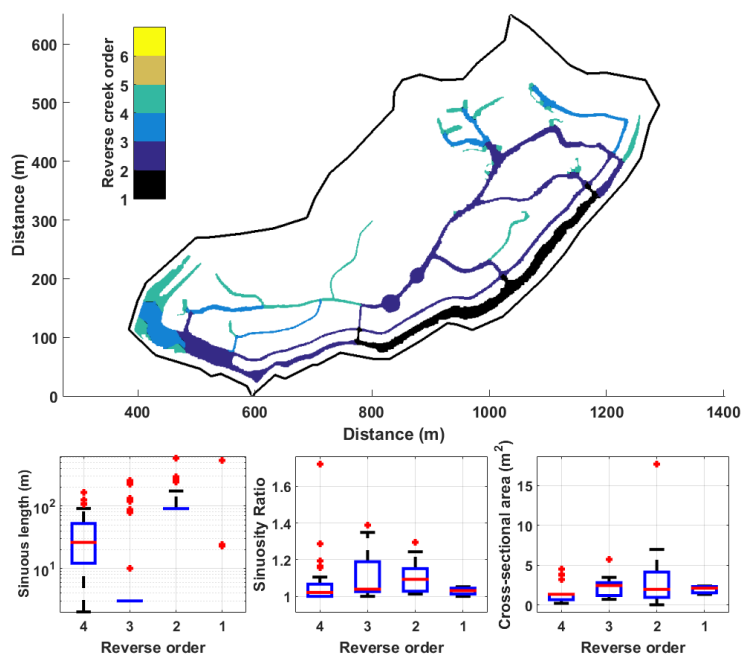 600
500
400
300
200
100
0
Distance (m)
Reverse creek order
6
5
4
3
2
1
400
600
800
1000
1200
1400
Distance (m)
Sinuous length (m)
10²
10¹
4 3 2 1
Reverse order
Sinuosity Ratio
1.6
1.4
1.2
1
4 3 2 1
Reverse order
Cross-sectional area (m²)
15
10
5
0
4 3 2 1
Reverse order